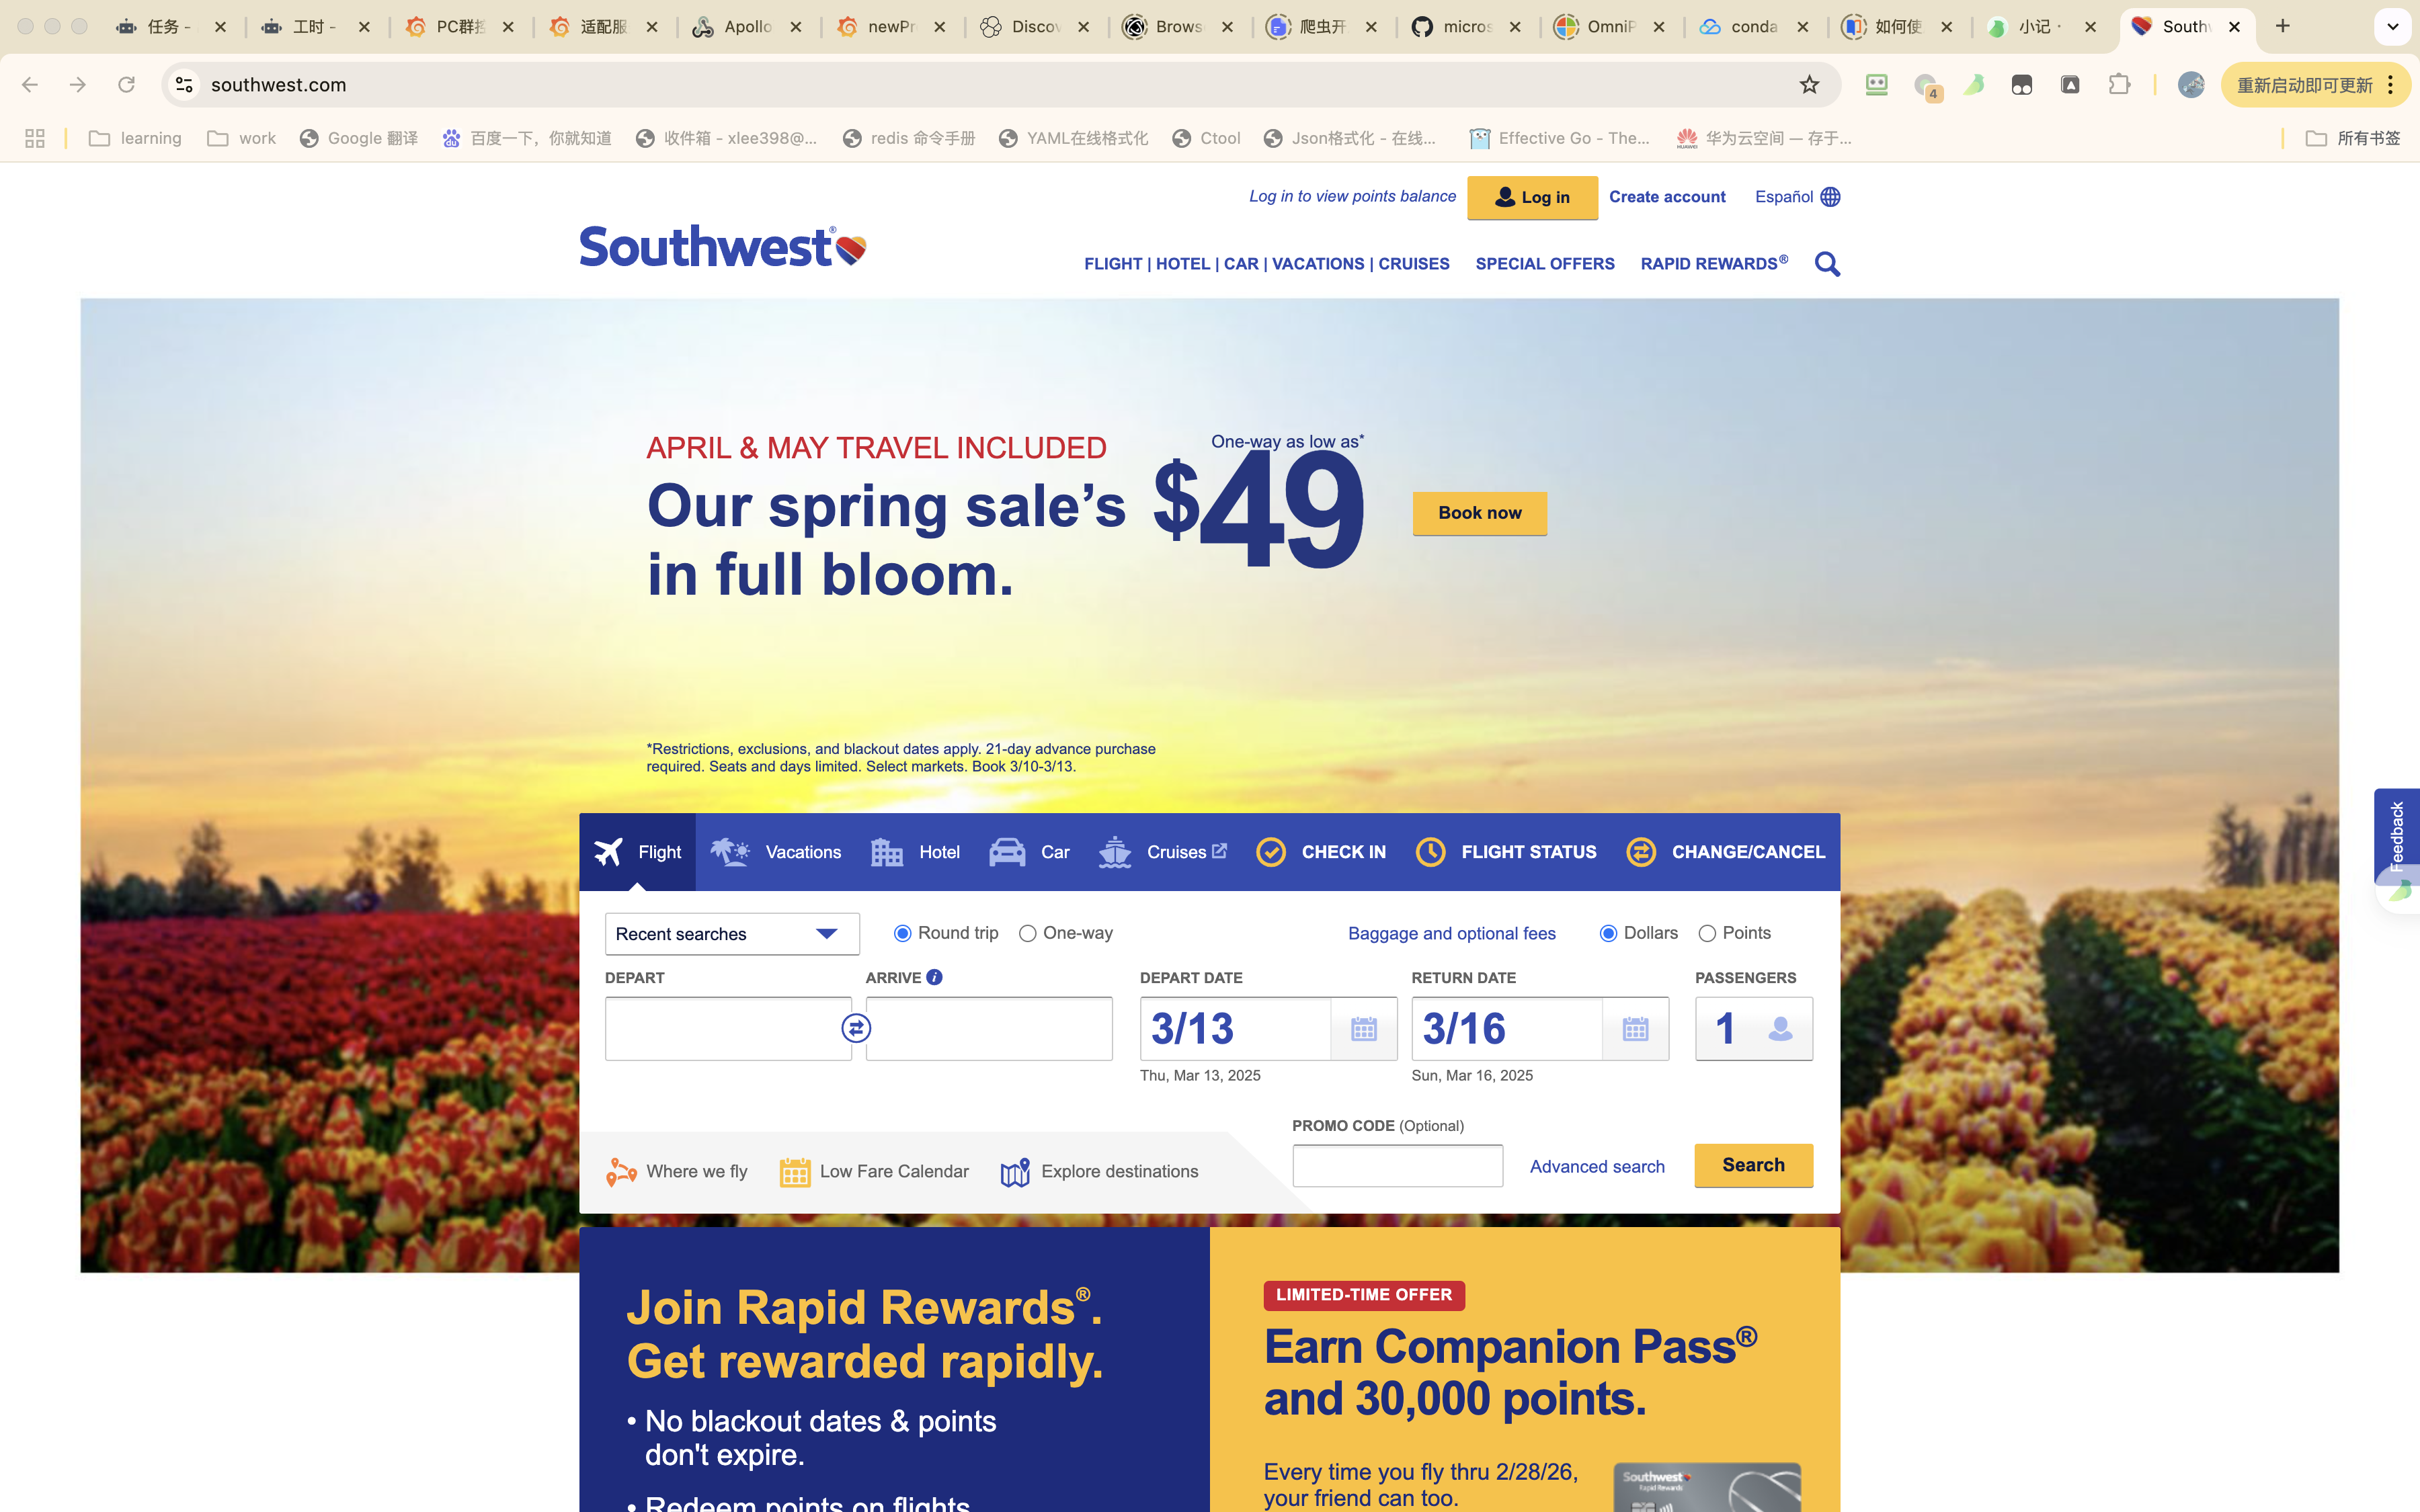 任务 -
工时 -
PC群控
适配服
Apollo
newPr
Discov
Brows
爬虫开
micros
OmniP
conda
如何使
小记 ·
Southw
southwest.com
4
重新启动即可更新
learning
work
Google 翻译
百度一下，你就知道
收件箱 - xlee398@...
redis 命令手册
YAML在线格式化
Ctool
Json格式化 - 在线...
Effective Go - The...
华为云空间 — 存于...
所有书签
Log in to view points balance
Log in
Create account
Español
Southwest®
FLIGHT | HOTEL | CAR | VACATIONS | CRUISES
SPECIAL OFFERS
RAPID REWARDS®
APRIL & MAY TRAVEL INCLUDED
Our spring sale’s
in full bloom.
One-way as low as*
$49
Book now
*Restrictions, exclusions, and blackout dates apply. 21-day advance purchase
required. Seats and days limited. Select markets. Book 3/10-3/13.
Feedback
Flight
Vacations
Hotel
Car
Cruises
CHECK IN
FLIGHT STATUS
CHANGE/CANCEL
Recent searches
Round trip
One-way
Baggage and optional fees
Dollars
Points
DEPART
ARRIVE
DEPART DATE
RETURN DATE
PASSENGERS
3/13
3/16
1
Thu, Mar 13, 2025
Sun, Mar 16, 2025
PROMO CODE (Optional)
Where we fly
Low Fare Calendar
Explore destinations
Advanced search
Search
Join Rapid Rewards®.
Get rewarded rapidly.
• No blackout dates & points
don't expire.
• Redeem points on flights,
LIMITED-TIME OFFER
Earn Companion Pass®
and 30,000 points.
Every time you fly thru 2/28/26,
your friend can too.
Southwest
Rapid Rewards